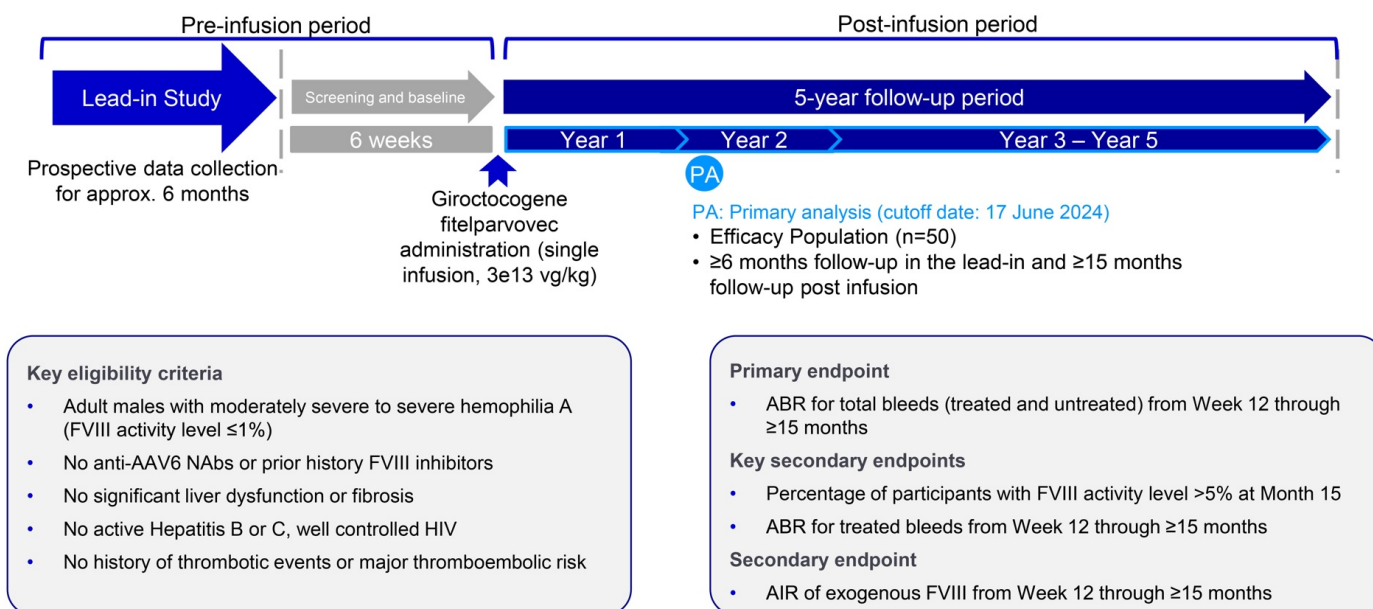 Pre-infusion period
Post-infusion period
Lead-in Study
Screening and baseline
5-year follow-up period
6 weeks
Year 1
Year 2
Year 3 – Year 5
Prospective data collection
for approx. 6 months
Giroctocogene
fitelparvovec
administration (single
infusion, 3e13 vg/kg)
PA
PA: Primary analysis (cutoff date: 17 June 2024)
• Efficacy Population (n=50)
• ≥6 months follow-up in the lead-in and ≥15 months
follow-up post infusion
Key eligibility criteria
• Adult males with moderately severe to severe hemophilia A
(FVIII activity level ≤1%)
• No anti-AAV6 NAbs or prior history FVIII inhibitors
• No significant liver dysfunction or fibrosis
• No active Hepatitis B or C, well controlled HIV
• No history of thrombotic events or major thromboembolic risk
Primary endpoint
• ABR for total bleeds (treated and untreated) from Week 12 through
≥15 months
Key secondary endpoints
• Percentage of participants with FVIII activity level >5% at Month 15
• ABR for treated bleeds from Week 12 through ≥15 months
Secondary endpoint
• AIR of exogenous FVIII from Week 12 through ≥15 months